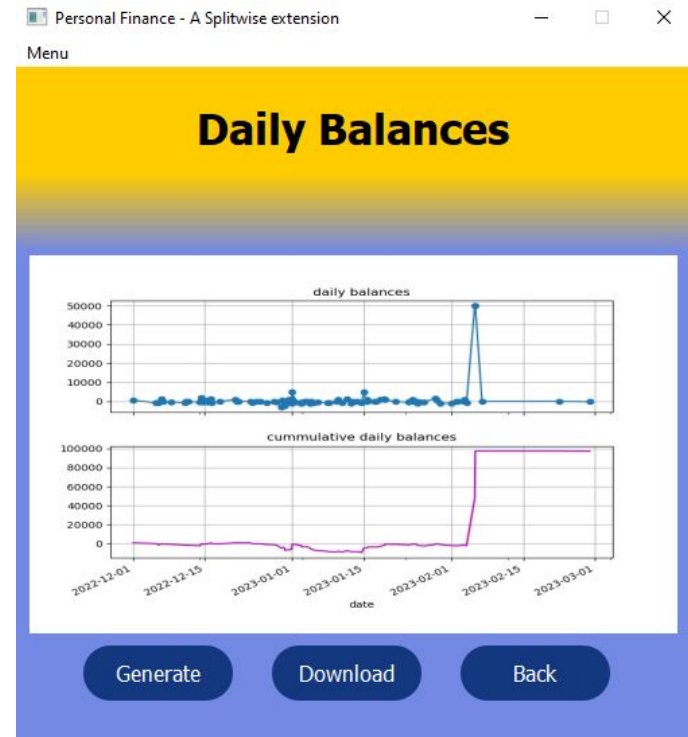 Personal Finance - A Splitwise extension
Menu
Daily Balances
daily balances
50000
40000
30000
20000
10000
0
cummulative daily balances
100000
80000
60000
40000
20000
0
2022-12-01 2022-12-15 2023-01-01 2023-01-15 2023-02-01 2023-02-15 2023-03-01
date
Generate Download Back